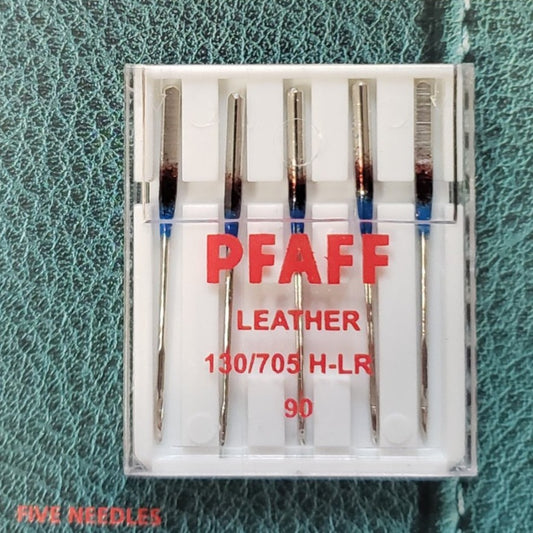 PFAFF
LEATHER
130/705 H-LR
90
FIVE NEEDLES